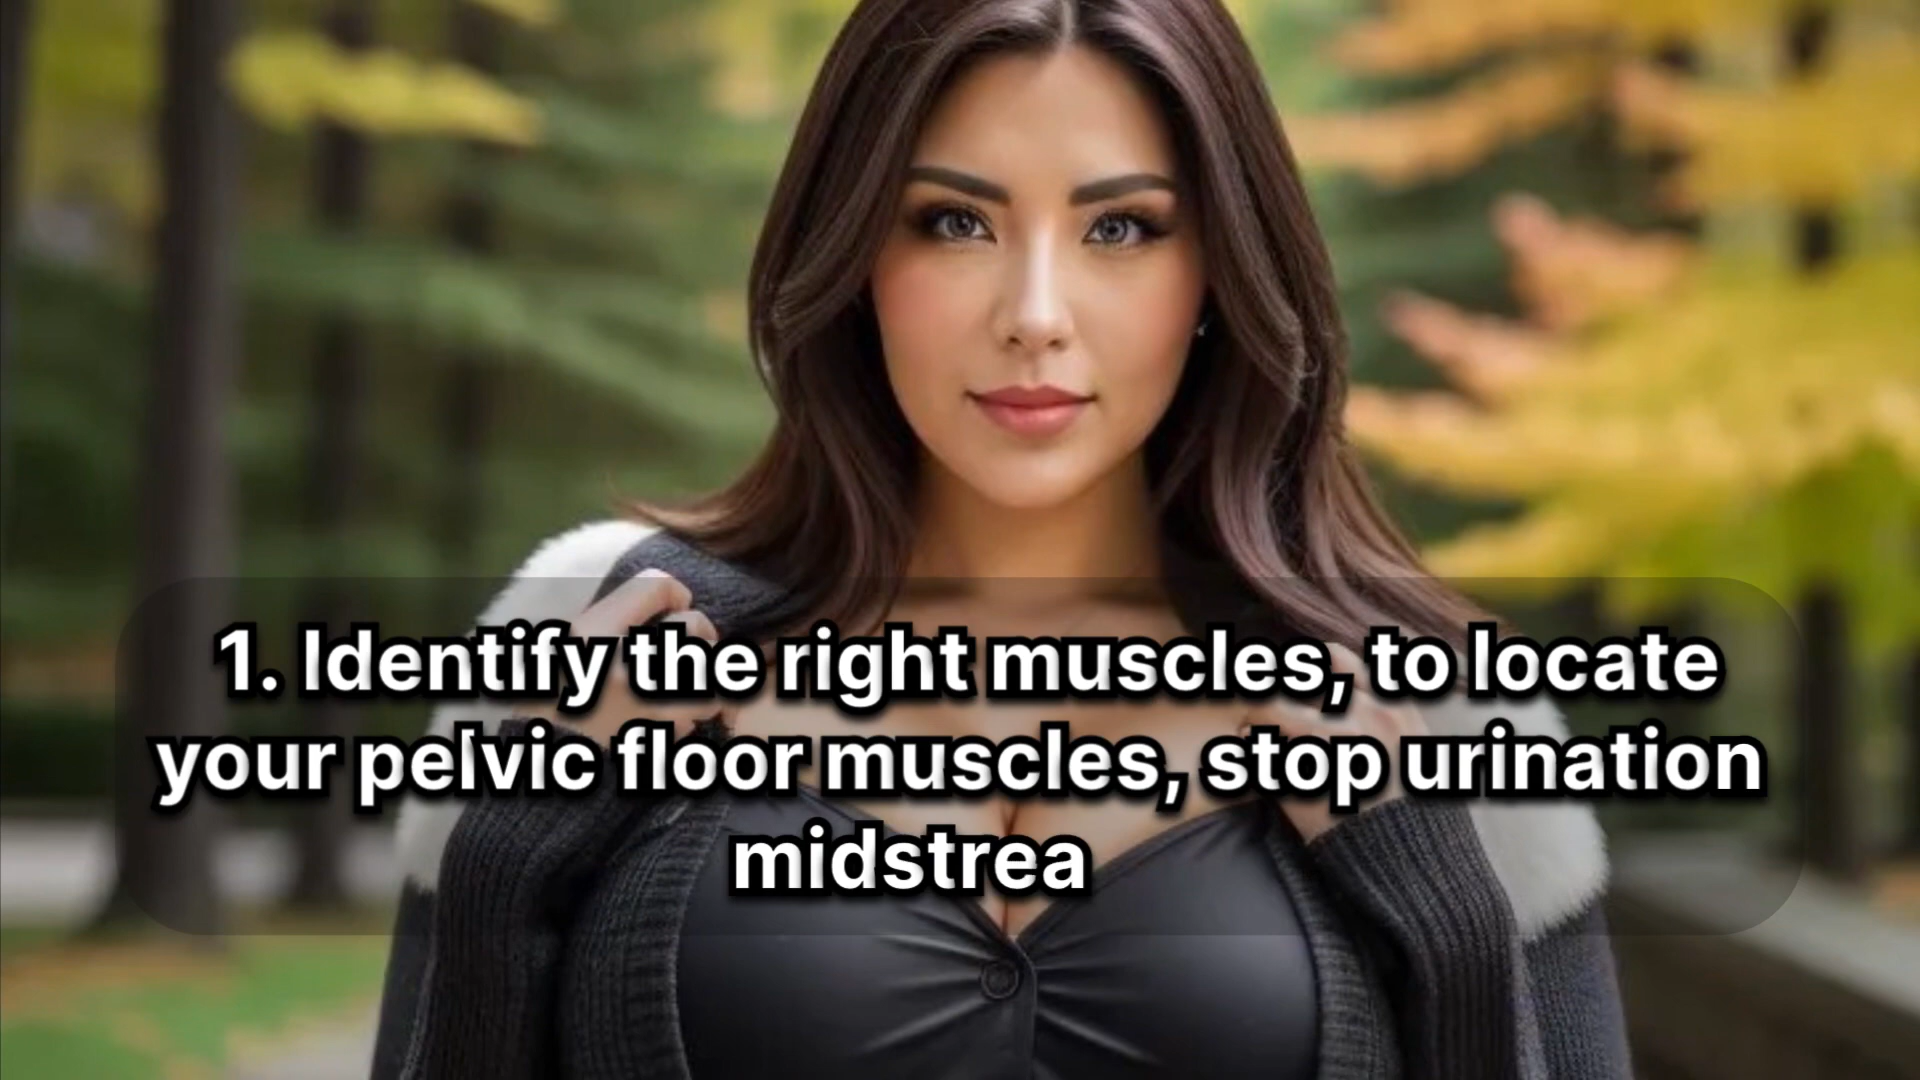 1. Identify the right muscles, to locate
your pelvic floor muscles, stop urination
midstrea